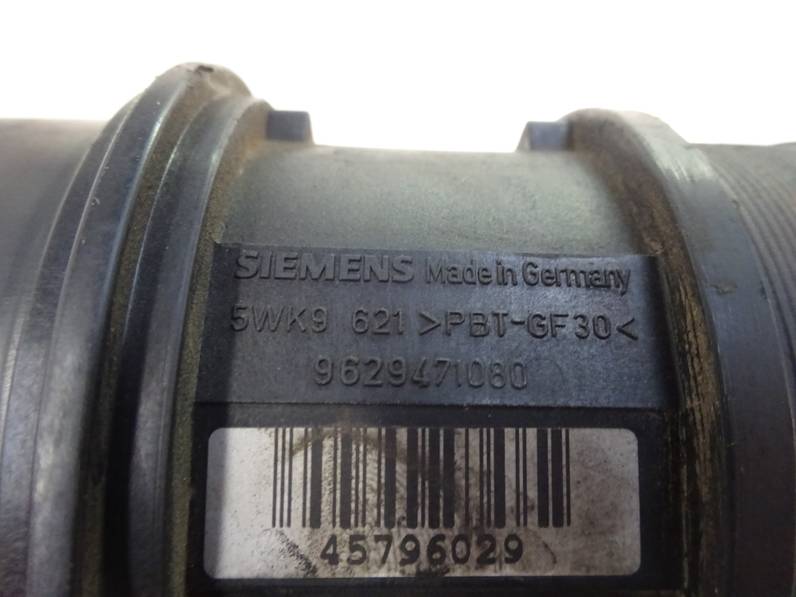 SIEMENS Made in Germany
5WK9 621 >PBT-GF30<
9629471080
45796029